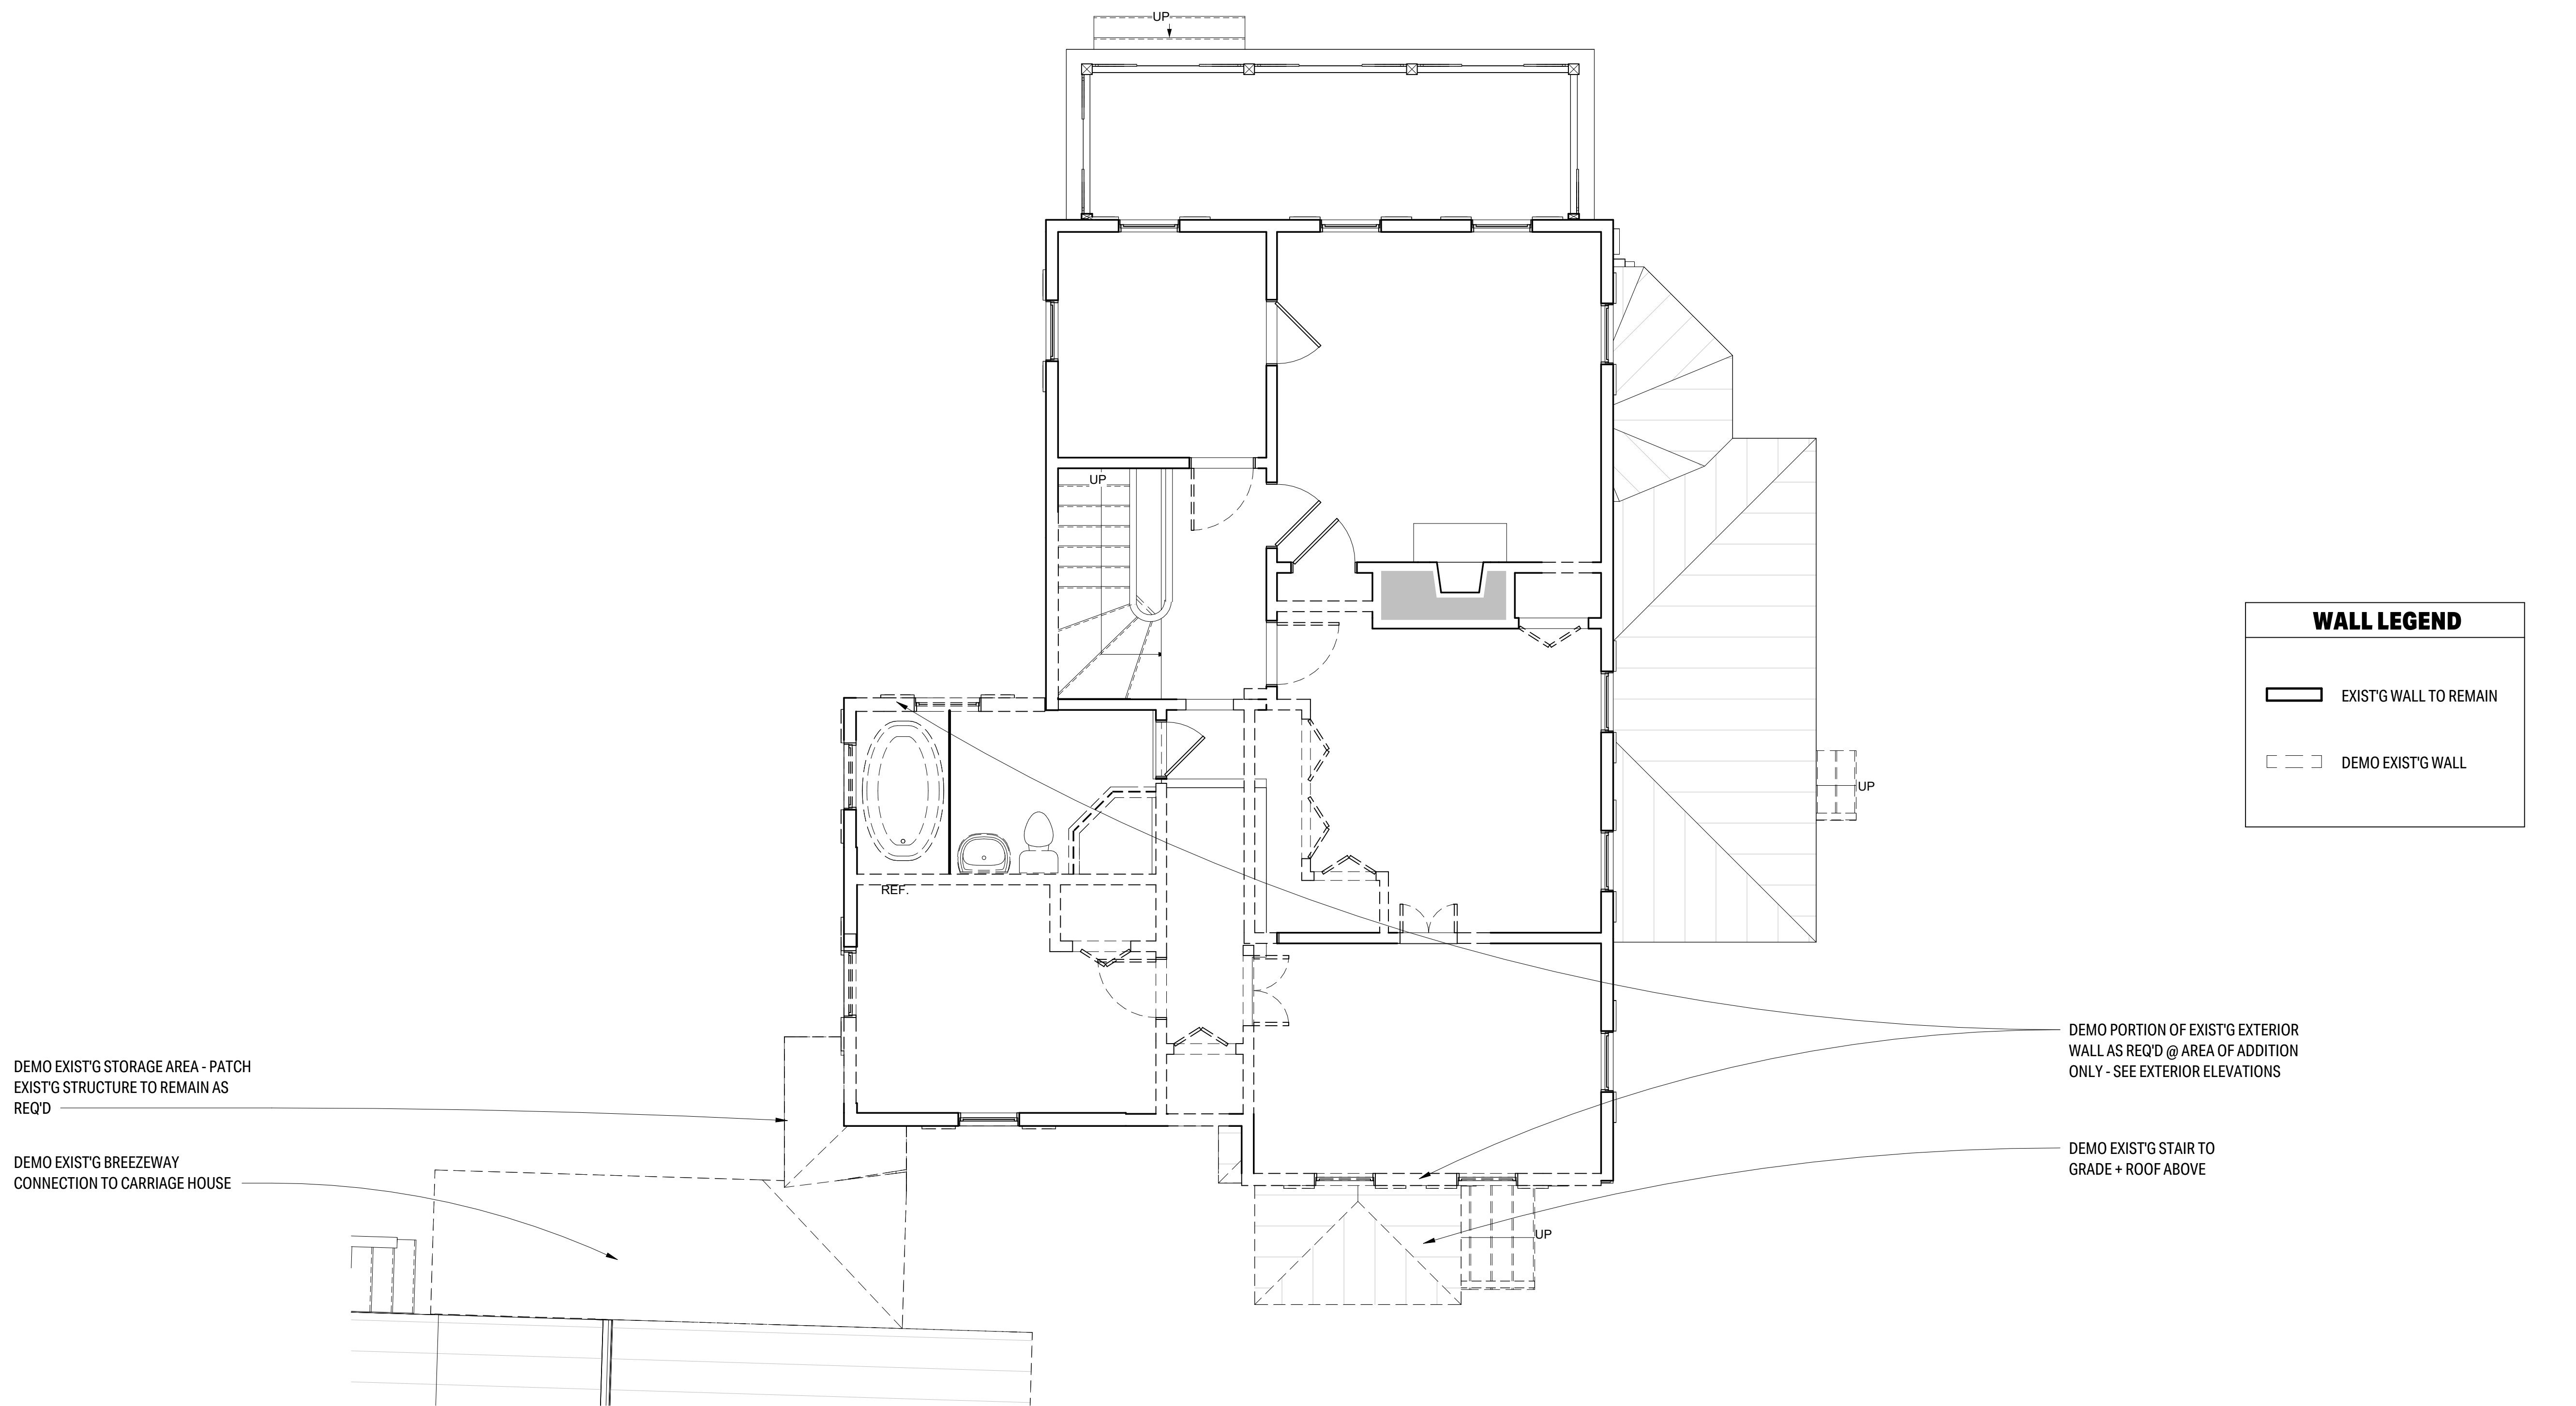 UP
UP
WALL LEGEND
EXIST'G WALL TO REMAIN
DEMO EXIST'G WALL
UP
REF.
DEMO PORTION OF EXIST'G EXTERIOR
WALL AS REQ'D @ AREA OF ADDITION
ONLY - SEE EXTERIOR ELEVATIONS
DEMO EXIST'G STORAGE AREA - PATCH
EXIST'G STRUCTURE TO REMAIN AS
REQ'D
DEMO EXIST'G BREEZEWAY
CONNECTION TO CARRIAGE HOUSE
DEMO EXIST'G STAIR TO
GRADE + ROOF ABOVE
UP